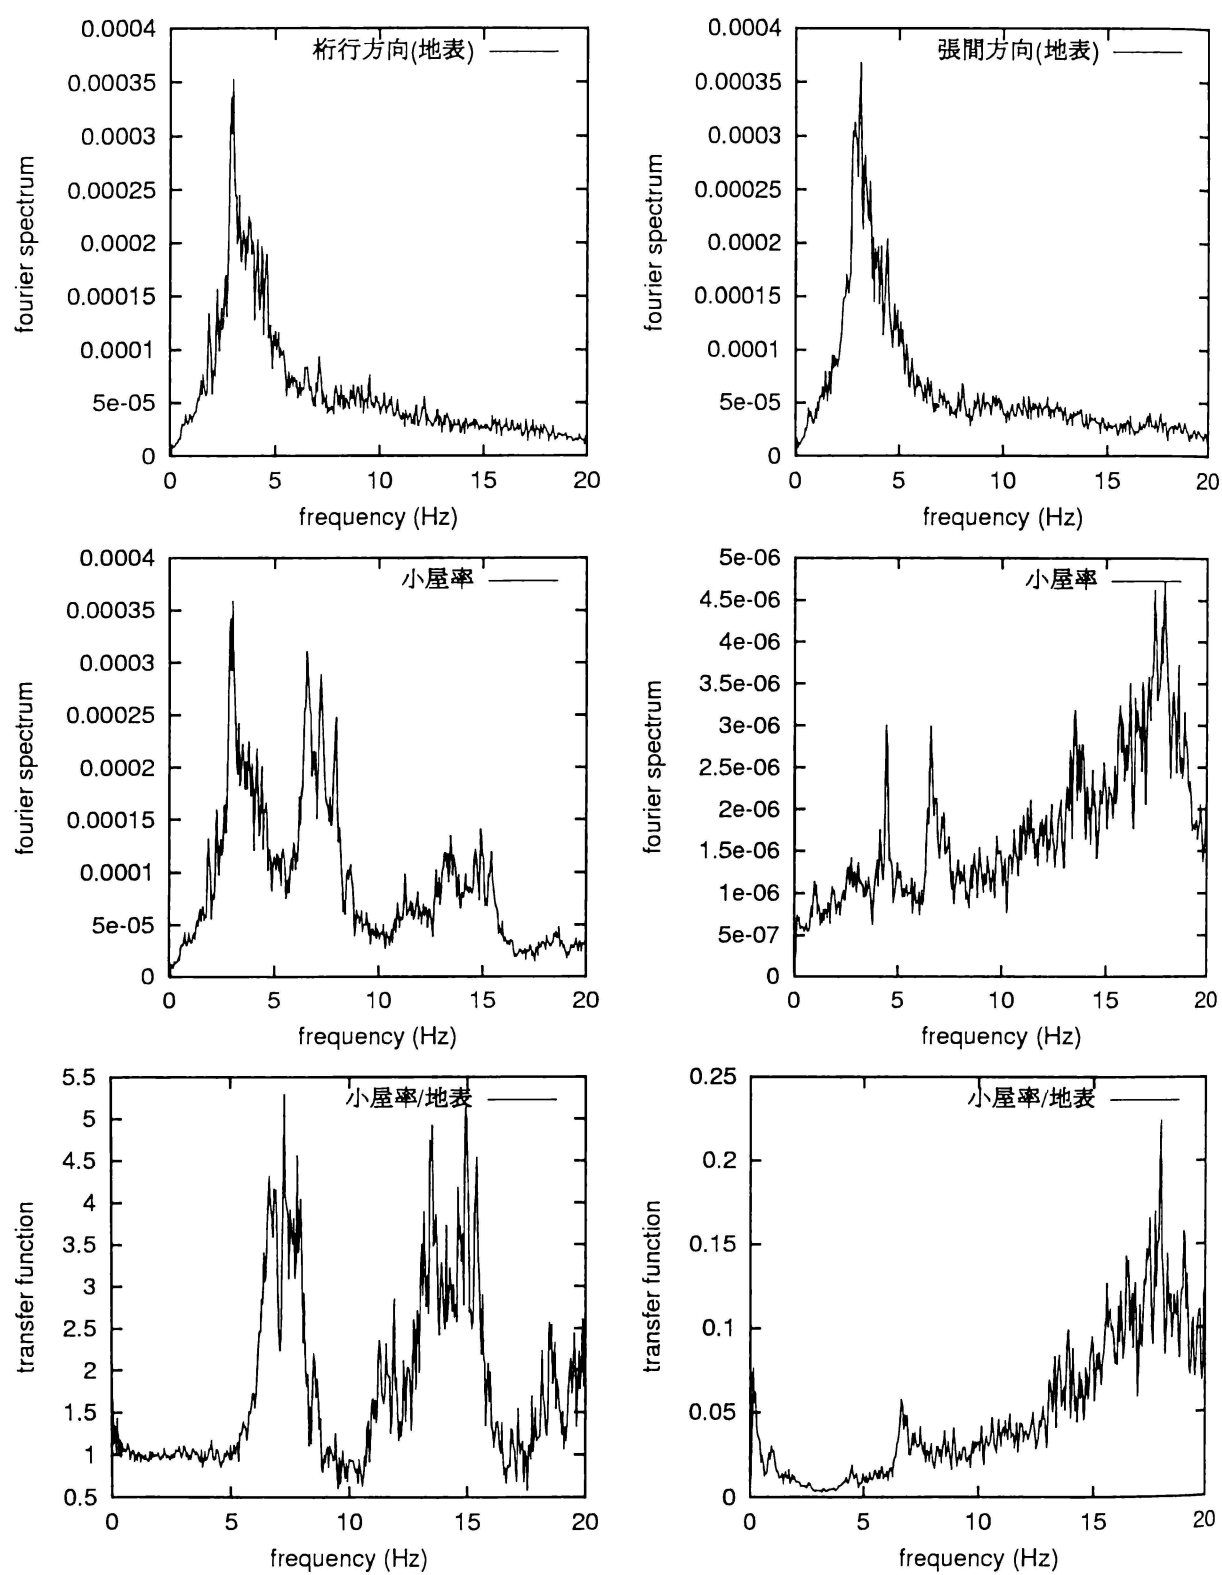 0.0004
0.00035
0.0003
0.00025
0.0002
0.00015
0.0001
5e-05
0
桁行方向(地表)
fourier spectrum
0 5 10 15 20
frequency (Hz)
0.0004
0.00035
0.0003
0.00025
0.0002
0.00015
0.0001
5e-05
0
張間方向(地表)
fourier spectrum
0 5 10 15 20
frequency (Hz)
0.0004
0.00035
0.0003
0.00025
0.0002
0.00015
0.0001
5e-05
0
小屋率
fourier spectrum
0 5 10 15 20
frequency (Hz)
5e-06
4.5e-06
4e-06
3.5e-06
3e-06
2.5e-06
2e-06
1.5e-06
1e-06
5e-07
0
小屋率
fourier spectrum
0 5 10 15 20
frequency (Hz)
5.5
5
4.5
4
3.5
3
2.5
2
1.5
1
0.5
小屋率/地表
transfer function
0 5 10 15 20
frequency (Hz)
0.25
0.2
0.15
0.1
0.05
0
小屋率/地表
transfer function
0 5 10 15 20
frequency (Hz)